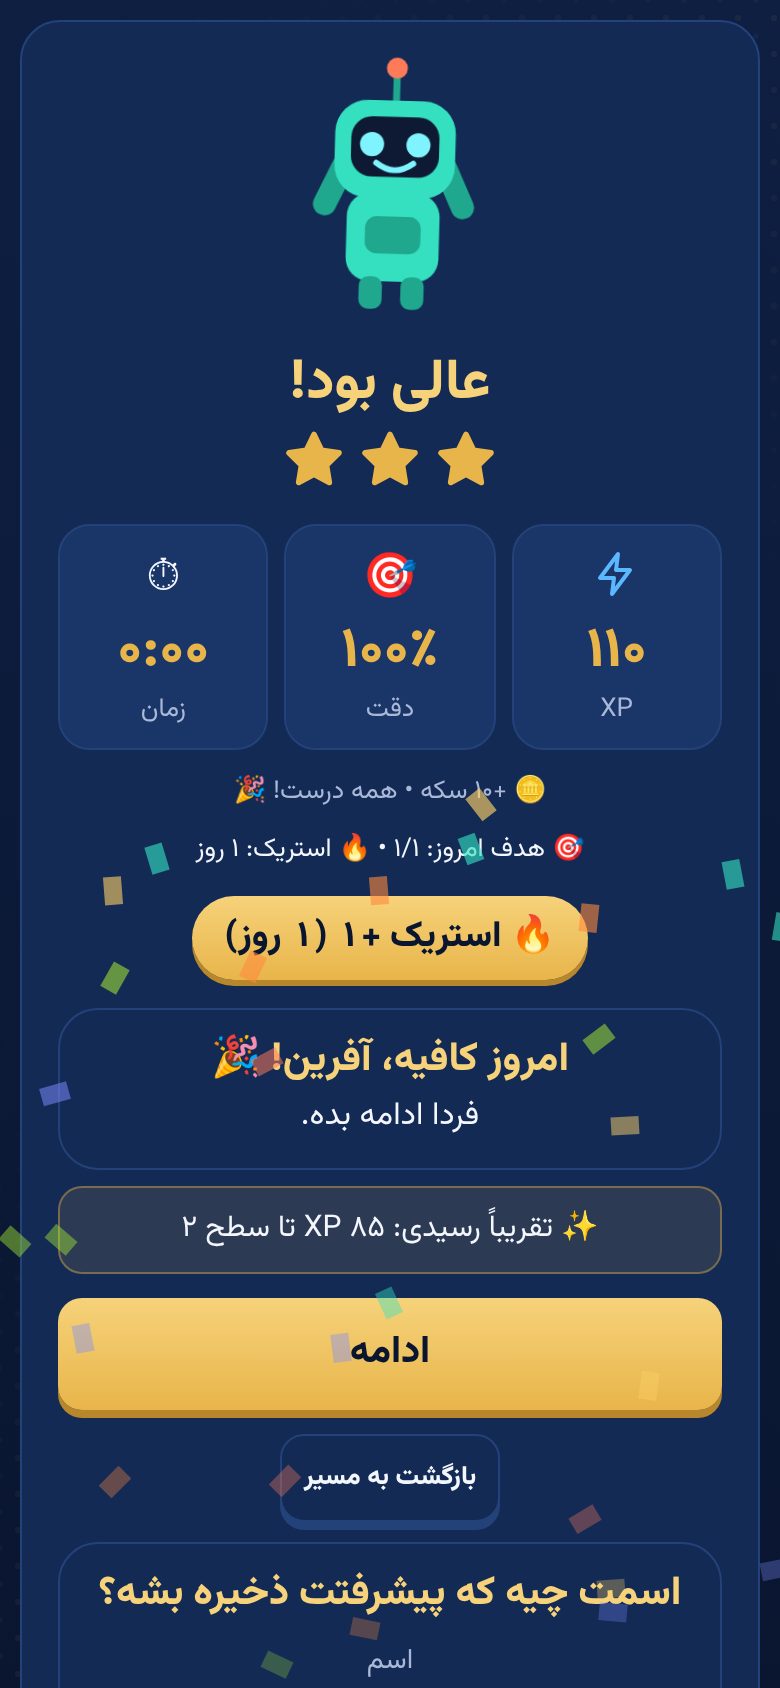 عالی بود!
۱۱۰
XP
۱۰۰٪
دقت
۰:۰۰
زمان
+۱۰ سکه • همه درست! 🎉
🎯 هدف امروز: ۱/۱ • 🔥 استریک: ۱ روز
🔥 استریک +۱ (۱ روز)
امروز کافیه، آفرین! 🎉
فردا ادامه بده.
✨ تقریباً رسیدی: ۸۵ XP تا سطح ۲
ادامه
بازگشت به مسیر
اسمت چیه که پیشرفتت ذخیره بشه؟
اسم